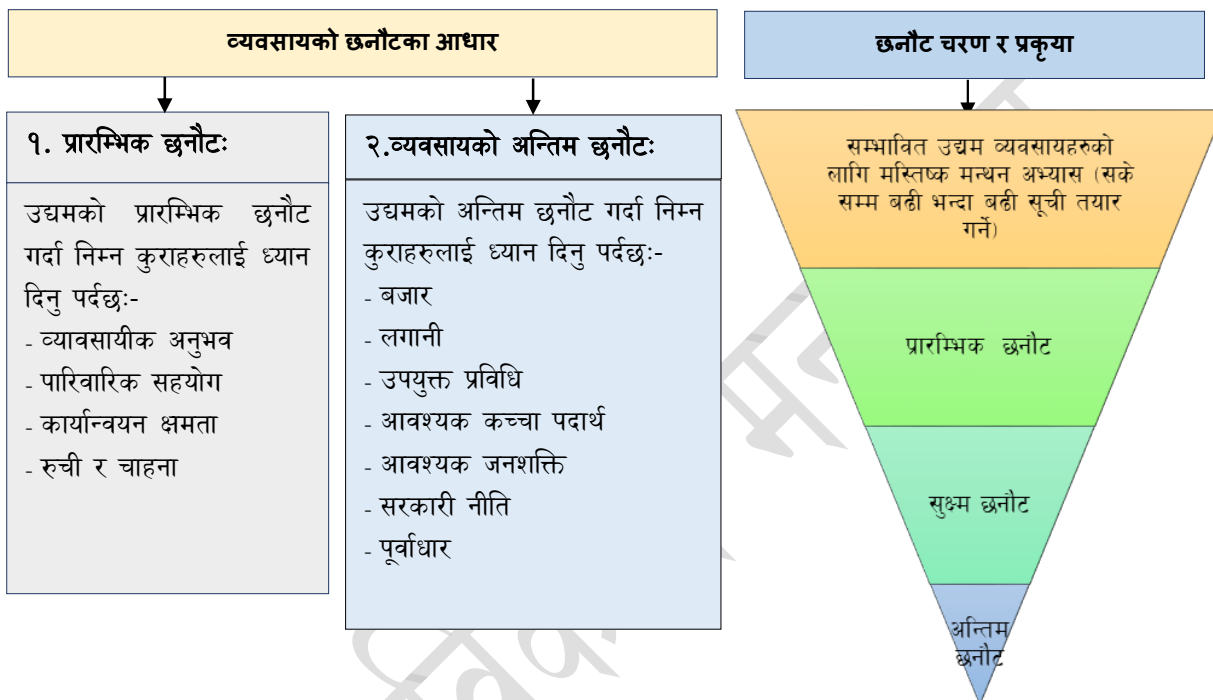 व्यवसायको छनौटका आधार
१. प्रारम्भिक छनौटः
उद्यमको प्रारम्भिक छनौट
गर्दा निम्न कुराहरुलाई ध्यान
दिनु पर्दछः-
- व्यावसायीक अनुभव
- पारिवारिक सहयोग
- कार्यान्वयन क्षमता
- रुची र चाहना
२.व्यवसायको अन्तिम छनौटः
उद्यमको अन्तिम छनौट गर्दा निम्न
कुराहरुलाई ध्यान दिनु पर्दछः-
- बजार
- लगानी
- उपयुक्त प्रविधि
- आवश्यक कच्चा पदार्थ
- आवश्यक जनशक्ति
- सरकारी नीति
- पूर्वाधार
छनौट चरण र प्रकृया
सम्भावित उद्यम व्यवसायहरुको
लागि मस्तिष्क मन्थन अभ्यास (सके
सम्म बढी भन्दा बढी सूची तयार
गर्ने)
प्रारम्भिक छनौट
सुक्ष्म छनौट
अन्तिम
छनौट